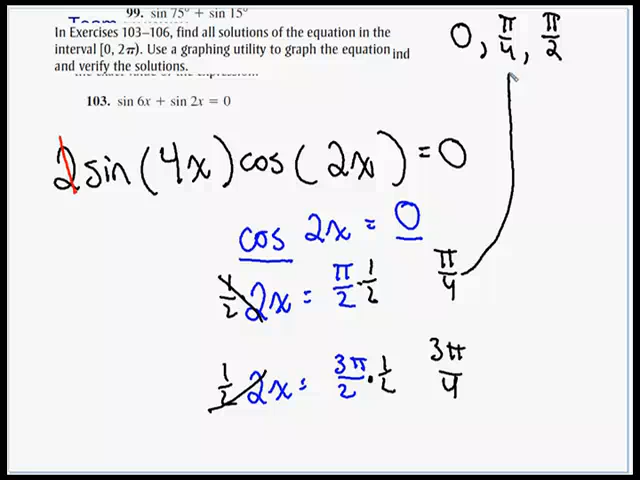 99. sin 75° + sin 15°
In Exercises 103–106, find all solutions of the equation in the
interval [0, 2π). Use a graphing utility to graph the equation ind
and verify the solutions.
103. sin 6x + sin 2x = 0
0, π/4, π/2
2sin(4x)cos(2x)=0
cos 2x = 0
1/2 2x = π/2 · 1/2 π/4
1/2 2x = 3π/2 · 1/2 3π/4